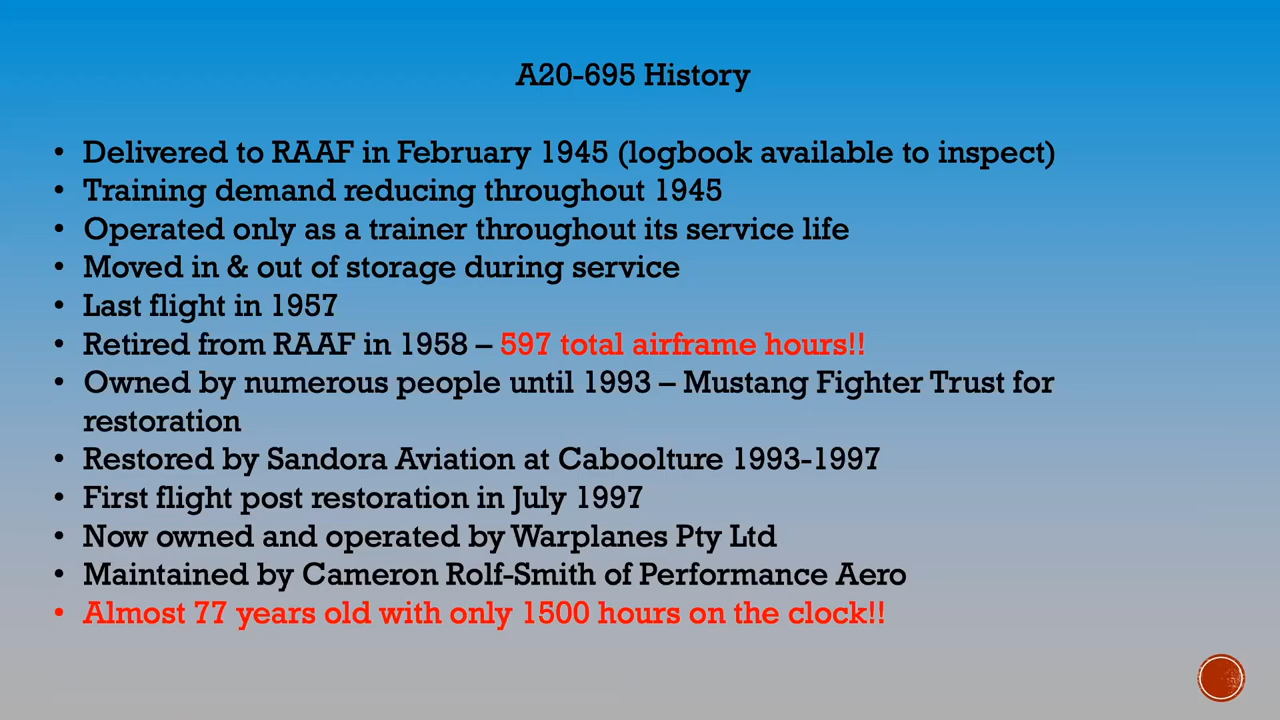 A20-695 History
• Delivered to RAAF in February 1945 (logbook available to inspect)
• Training demand reducing throughout 1945
• Operated only as a trainer throughout its service life
• Moved in & out of storage during service
• Last flight in 1957
• Retired from RAAF in 1958 – 597 total airframe hours!!
• Owned by numerous people until 1993 – Mustang Fighter Trust for
restoration
• Restored by Sandora Aviation at Caboolture 1993-1997
• First flight post restoration in July 1997
• Now owned and operated by Warplanes Pty Ltd
• Maintained by Cameron Rolf-Smith of Performance Aero
• Almost 77 years old with only 1500 hours on the clock!!